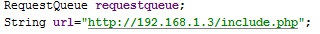 RequestQueue requestqueue;
String url="http://192.168.1.3/include.php";